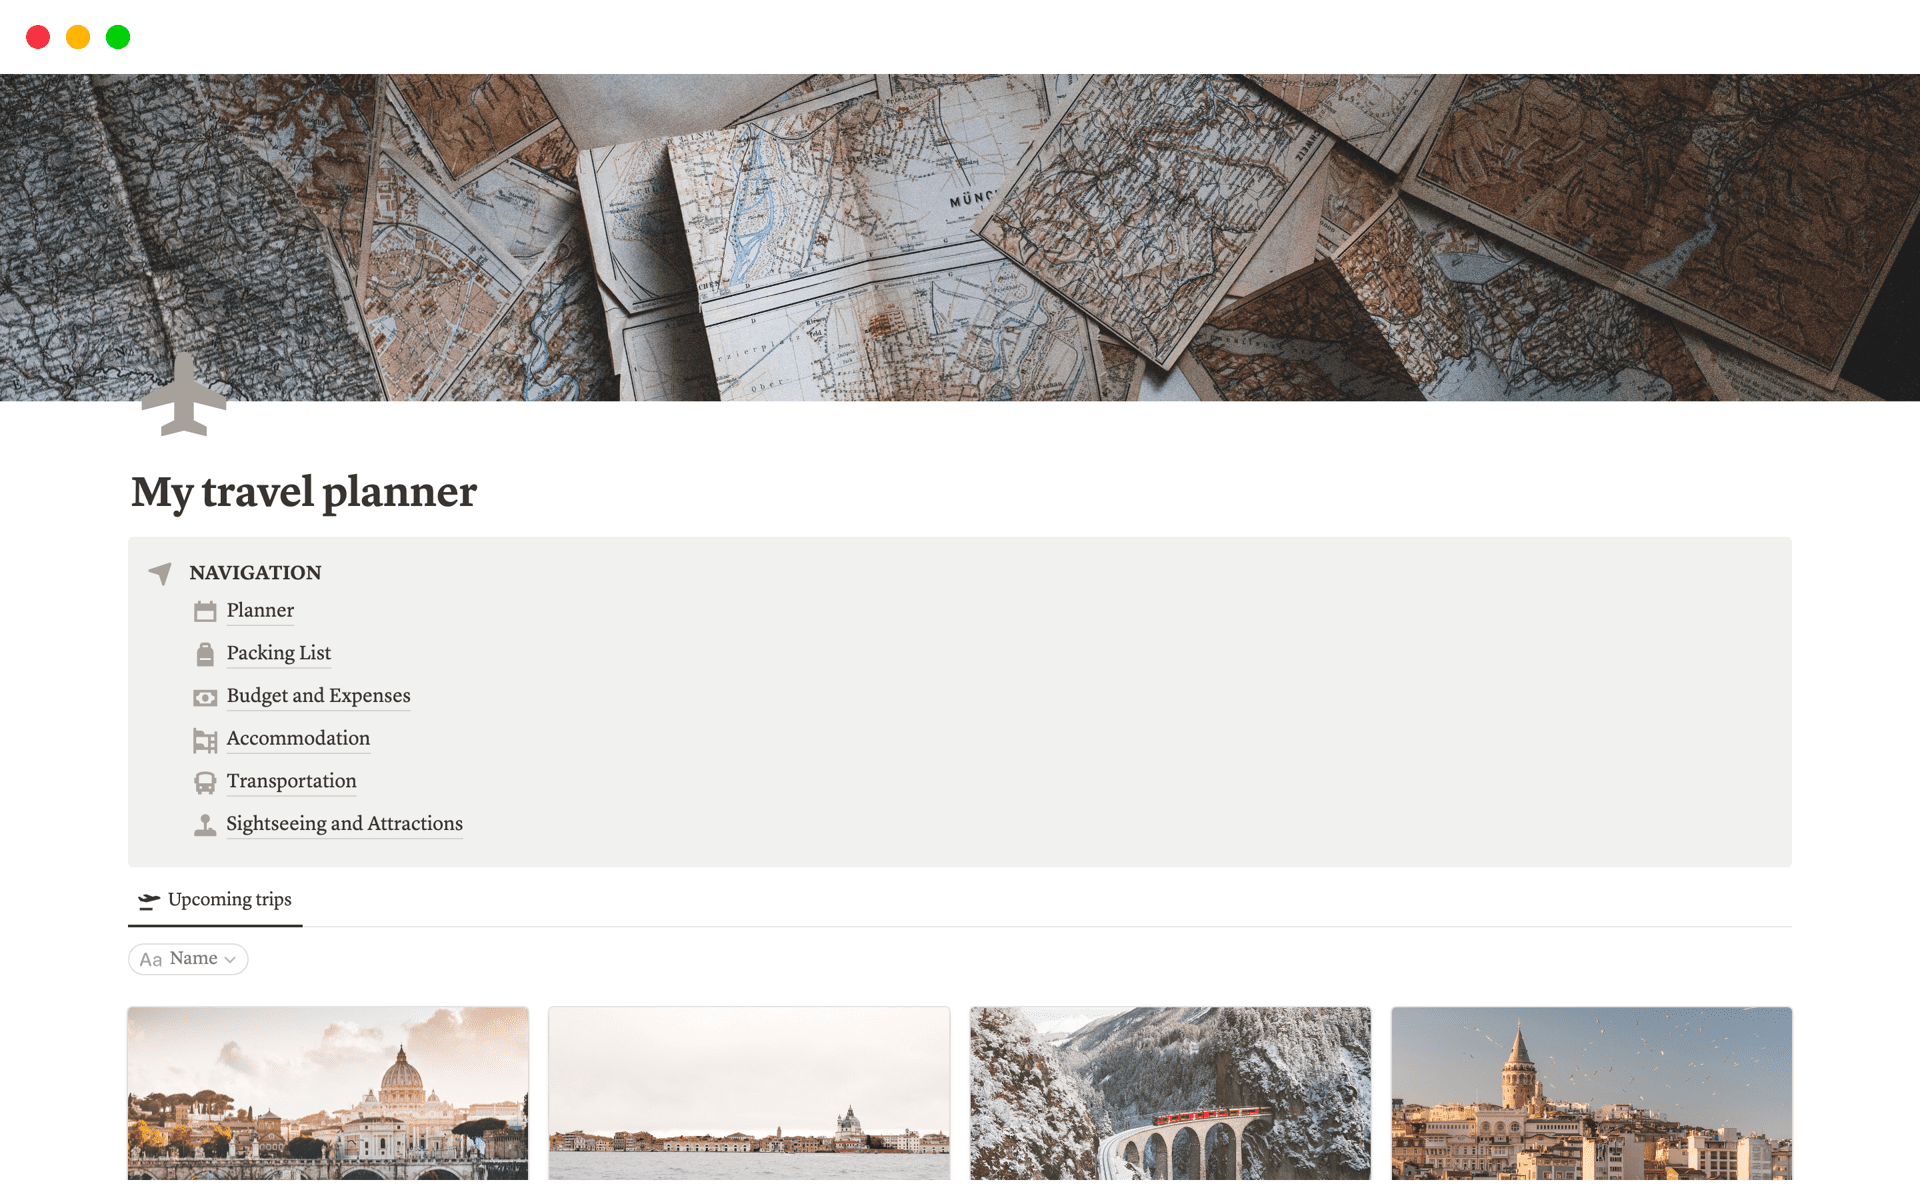 MÜNC
My travel planner
NAVIGATION
Planner
Packing List
Budget and Expenses
Accommodation
Transportation
Sightseeing and Attractions
Upcoming trips
Aa Name